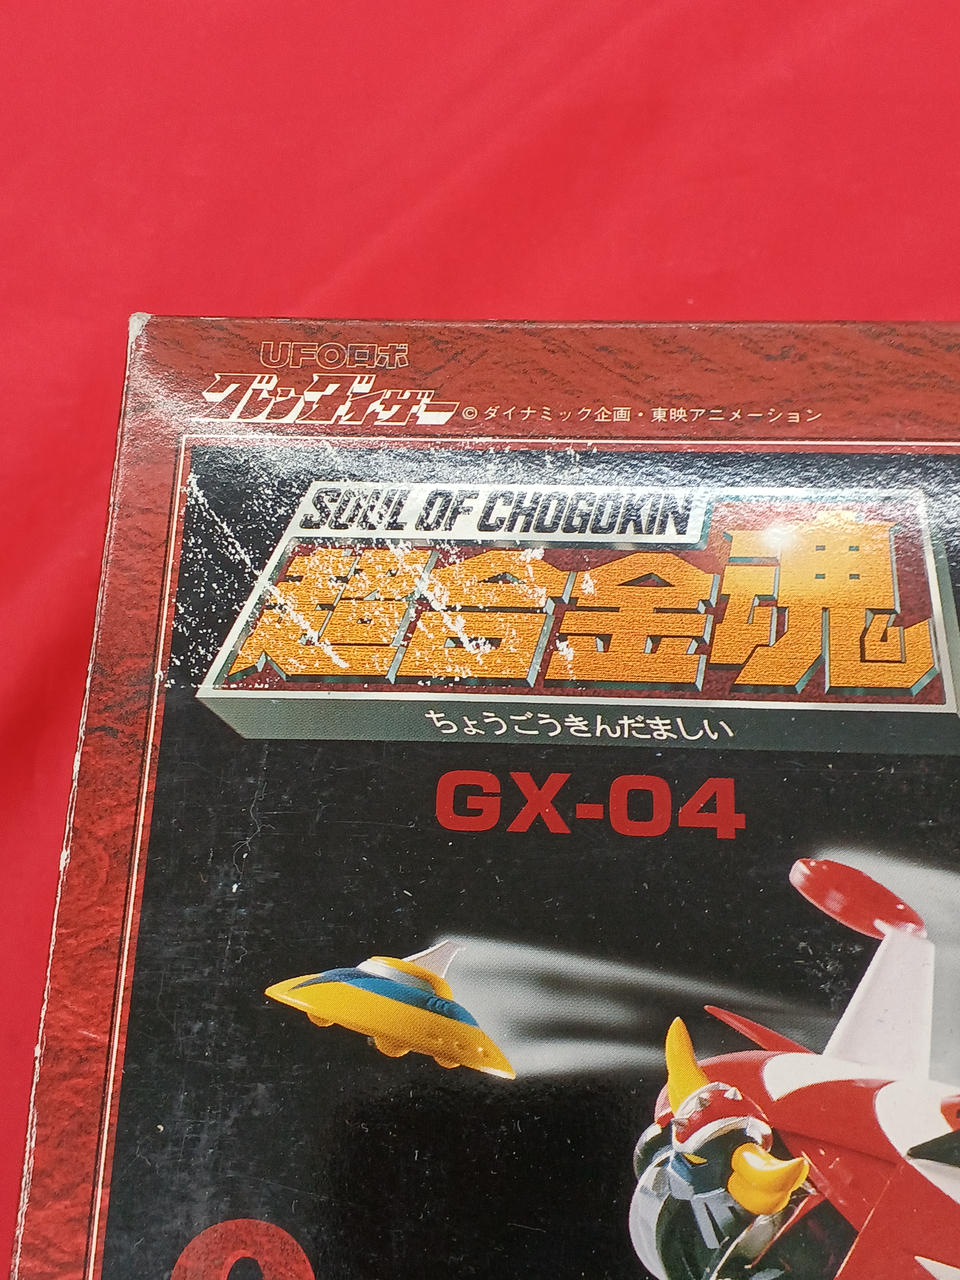 UFOロボ
グレンダイザー ©ダイナミック企画・東映アニメーション
SOUL OF CHOGOKIN
超合金魂
ちょうごうきんだましい
GX-04